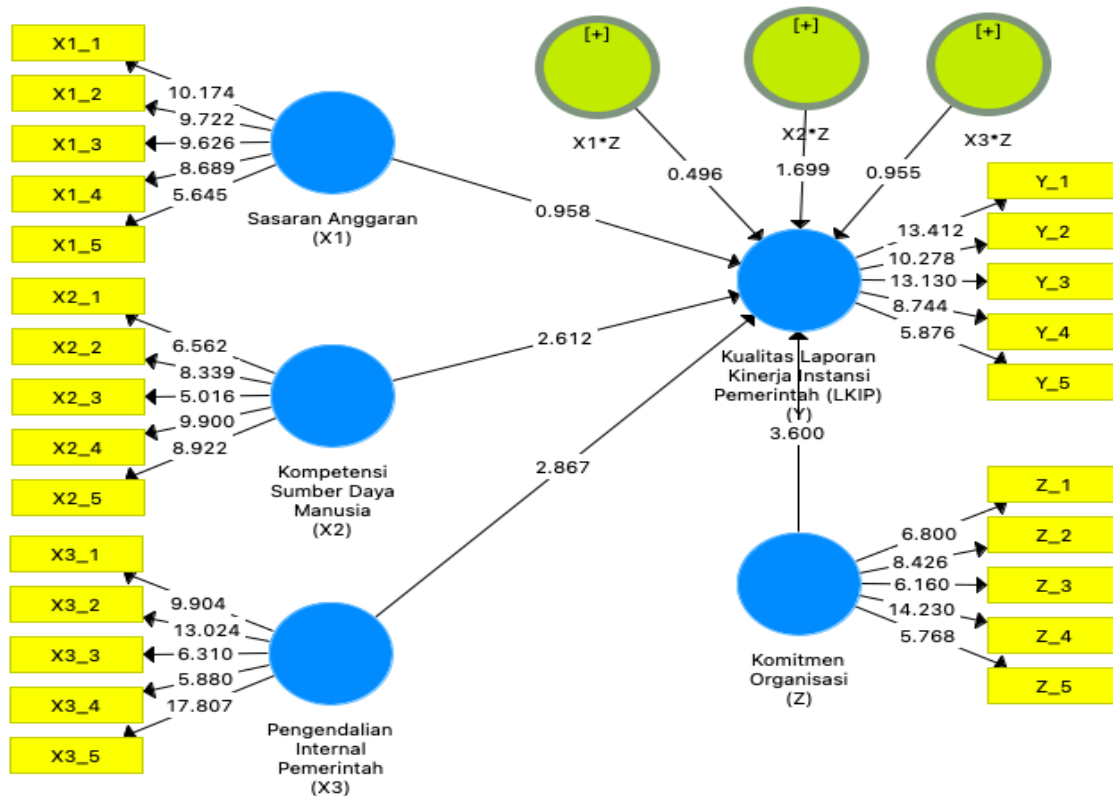 X1_1
X1_2
X1_3
X1_4
X1_5
10.174
9.722
9.626
8.689
5.645
Sasaran Anggaran
(X1)
X2_1
X2_2
X2_3
X2_4
X2_5
6.562
8.339
5.016
9.900
8.922
Kompetensi
Sumber Daya
Manusia
(X2)
X3_1
X3_2
X3_3
X3_4
X3_5
9.904
13.024
6.310
5.880
17.807
Pengendalian
Internal
Pemerintah
(X3)
0.958
2.612
2.867
[+]
X1*Z
0.496
[+]
X2*Z
1.699
[+]
X3*Z
0.955
Kualitas Laporan
Kinerja Instansi
Pemerintah (LKIP)
(Y)
3.600
13.412
10.278
13.130
8.744
5.876
Y_1
Y_2
Y_3
Y_4
Y_5
Komitmen
Organisasi
(Z)
6.800
8.426
6.160
14.230
5.768
Z_1
Z_2
Z_3
Z_4
Z_5